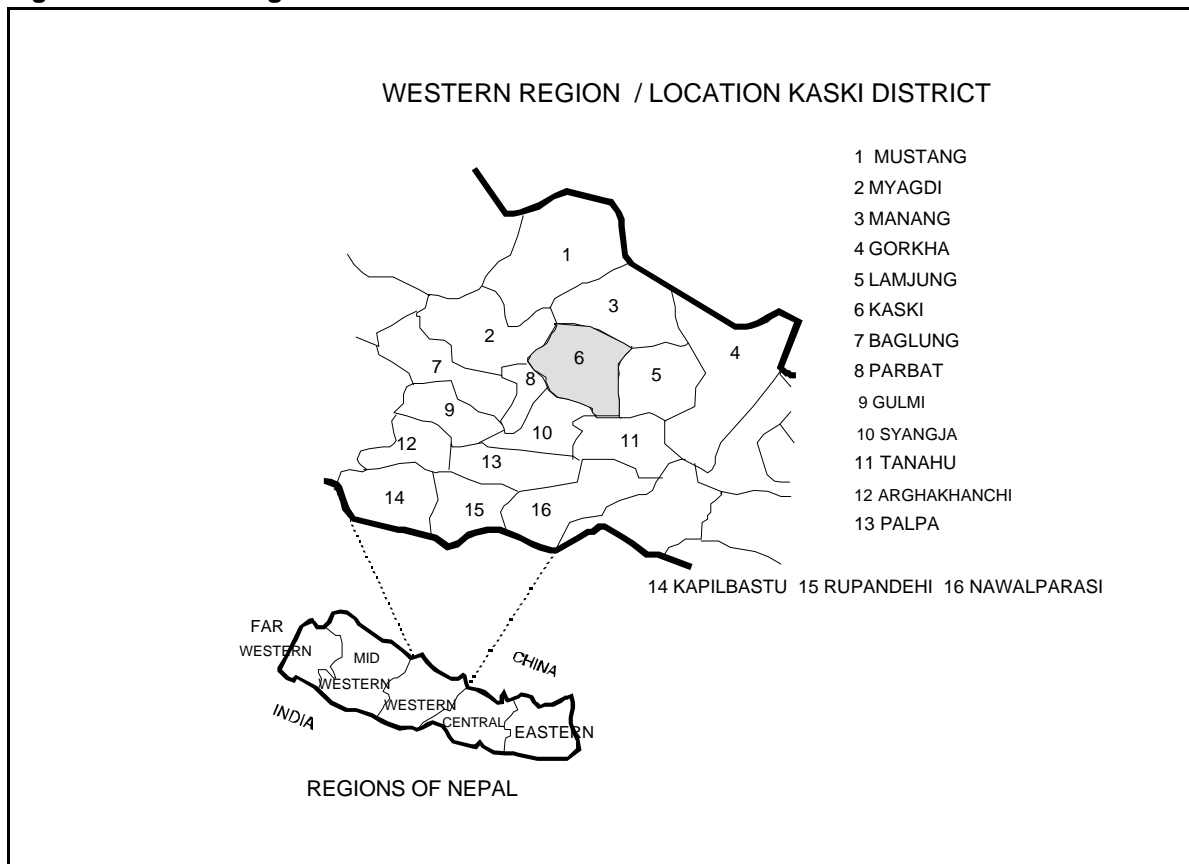 WESTERN REGION / LOCATION KASKI DISTRICT
1 MUSTANG
2 MYAGDI
3 MANANG
4 GORKHA
5 LAMJUNG
6 KASKI
7 BAGLUNG
8 PARBAT
9 GULMI
10 SYANGJA
11 TANAHU
12 ARGHAKHANCHI
13 PALPA
14 KAPILBASTU 15 RUPANDEHI 16 NAWALPARASI
1
3
2
6
4
5
7
8
9
10
11
12
13
14
15
16
FAR
WESTERN
MID
WESTERN
WESTERN
CENTRAL
EASTERN
CHINA
INDIA
REGIONS OF NEPAL